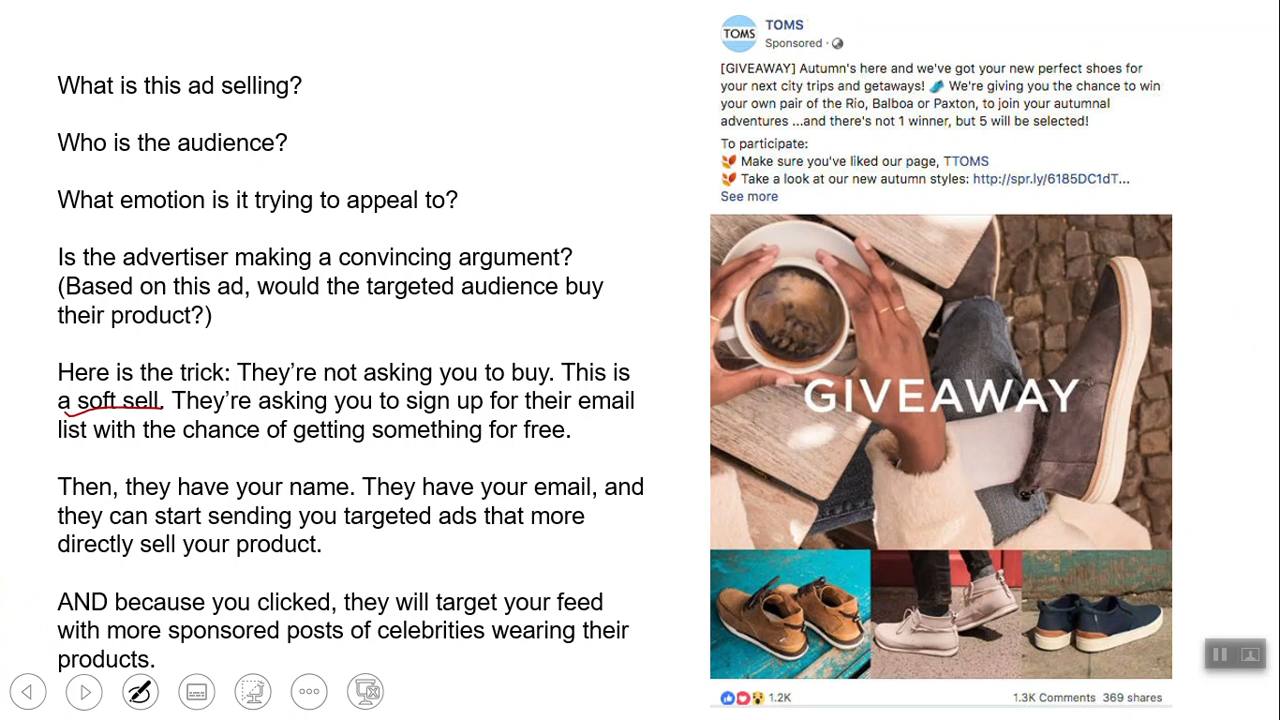 What is this ad selling?
Who is the audience?
What emotion is it trying to appeal to?
Is the advertiser making a convincing argument?
(Based on this ad, would the targeted audience buy
their product?)
Here is the trick: They’re not asking you to buy. This is
a soft sell. They’re asking you to sign up for their email
list with the chance of getting something for free.
Then, they have your name. They have your email, and
they can start sending you targeted ads that more
directly sell your product.
AND because you clicked, they will target your feed
with more sponsored posts of celebrities wearing their
products.
TOMS
TOMS
Sponsored ·
[GIVEAWAY] Autumn's here and we've got your new perfect shoes for
your next city trips and getaways! We're giving you the chance to win
your own pair of the Rio, Balboa or Paxton, to join your autumnal
adventures ...and there's not 1 winner, but 5 will be selected!
To participate:
Make sure you've liked our page, TTOMS
Take a look at our new autumn styles: http://spr.ly/6185DC1dT...
See more
GIVEAWAY
1.2K
1.3K Comments 369 shares